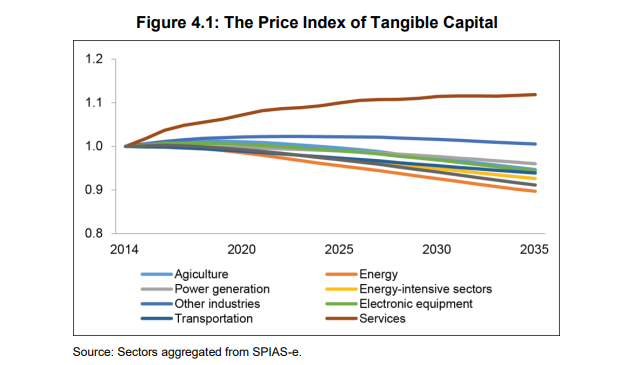 Figure 4.1: The Price Index of Tangible Capital
1.2
1.1
1.0
0.9
0.8
2014 2020 2025 2030 2035
Agiculture Energy
Power generation Energy-intensive sectors
Other industries Electronic equipment
Transportation Services
Source: Sectors aggregated from SPIAS-e.